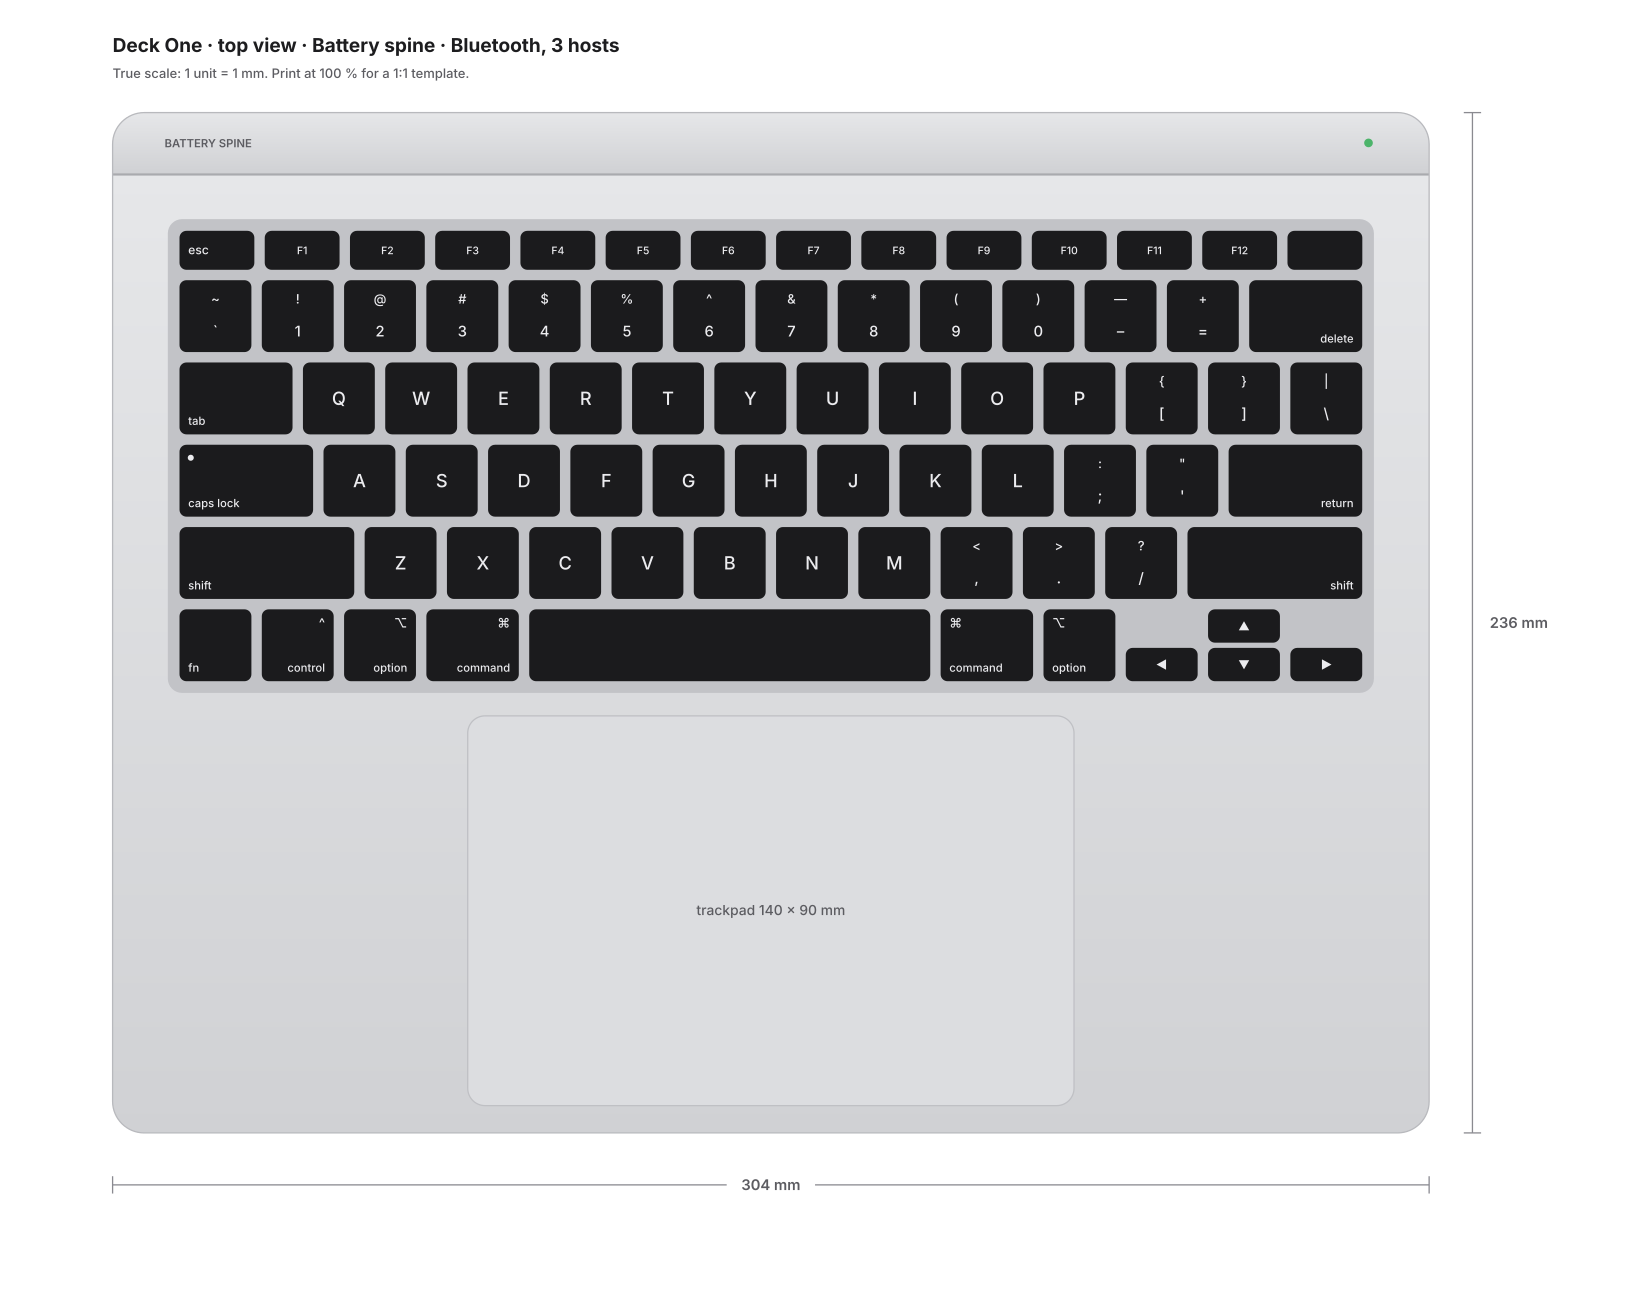 Deck One · top view · Battery spine · Bluetooth, 3 hosts
True scale: 1 unit = 1 mm. Print at 100 % for a 1:1 template.
BATTERY SPINE
esc F1 F2 F3 F4 F5 F6 F7 F8 F9 F10 F11 F12
~ ! @ # $ % ^ & * ( ) — +
` 1 2 3 4 5 6 7 8 9 0 – =
delete
Q W E R T Y U I O P
{ } |
[ ] \
tab
A S D F G H J K L
: "
; '
caps lock return
Z X C V B N M
< > ?
, . /
shift shift
^ ⌥ ⌘ ⌘ ⌥ ▲
fn control option command command option ◀ ▼ ▶
236 mm
trackpad 140 × 90 mm
304 mm